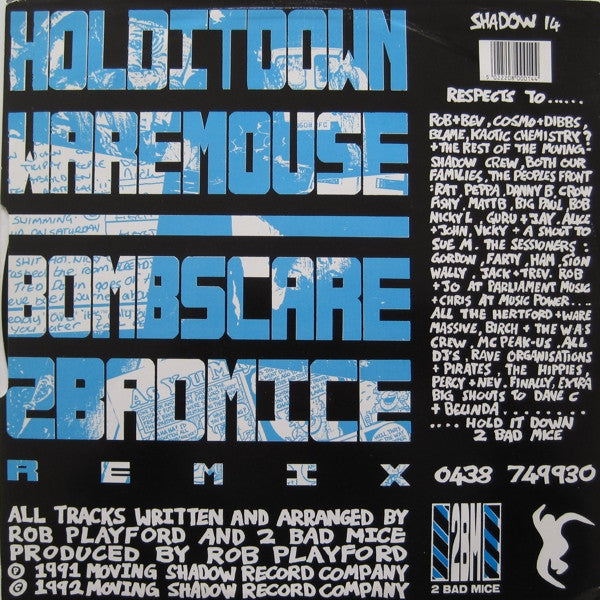 HOLDITDOWN
WAREMOUSE
BOMBSCARE
2BADMICE
REMIX
ALL TRACKS WRITTEN AND ARRANGED BY
ROB PLAYFORD AND 2 BAD MICE
PRODUCED BY ROB PLAYFORD
Ⓟ 1991 MOVING SHADOW RECORD COMPANY
© 1992 MOVING SHADOW RECORD COMPANY
SHADOW 14
RESPECTS TO.....
ROB+BEV, COSMO+DIBBS,
BLAME, KAOTIC CHEMISTRY?
+THE REST OF THE MOVING
SHADOW CREW, BOTH OUR
FAMILIES, THE PEOPLES FRONT
:RAT, PEPPA, DANNY B, CROW
FISHY, MATT B, BIG PAUL, BOB
NICKY L, GURU + JAY, ALICE
+JOHN, VICKY + A SHOUT TO
SUE M. THE SESSIONERS:
GORDON, FARTY, HAM, SION
WALLY, JACK+TREV, ROB
+ JO AT PARLIAMENT MUSIC
+CHRIS AT MUSIC POWER...
ALL THE HERTFORD+WARE
MASSIVE, BIRCH + THE W.A.S
CREW, MC PEAK-US, ALL
DJ'S, RAVE ORGANISATIONS
+ PIRATES, THE HIPPIES,
PERCY+NEV. FINALLY, EXTRA
BIG SHOUTS TO DAVE C
+ BELINDA.........
.... HOLD IT DOWN
2 BAD MICE
0438 749930
2BM
2 BAD MICE